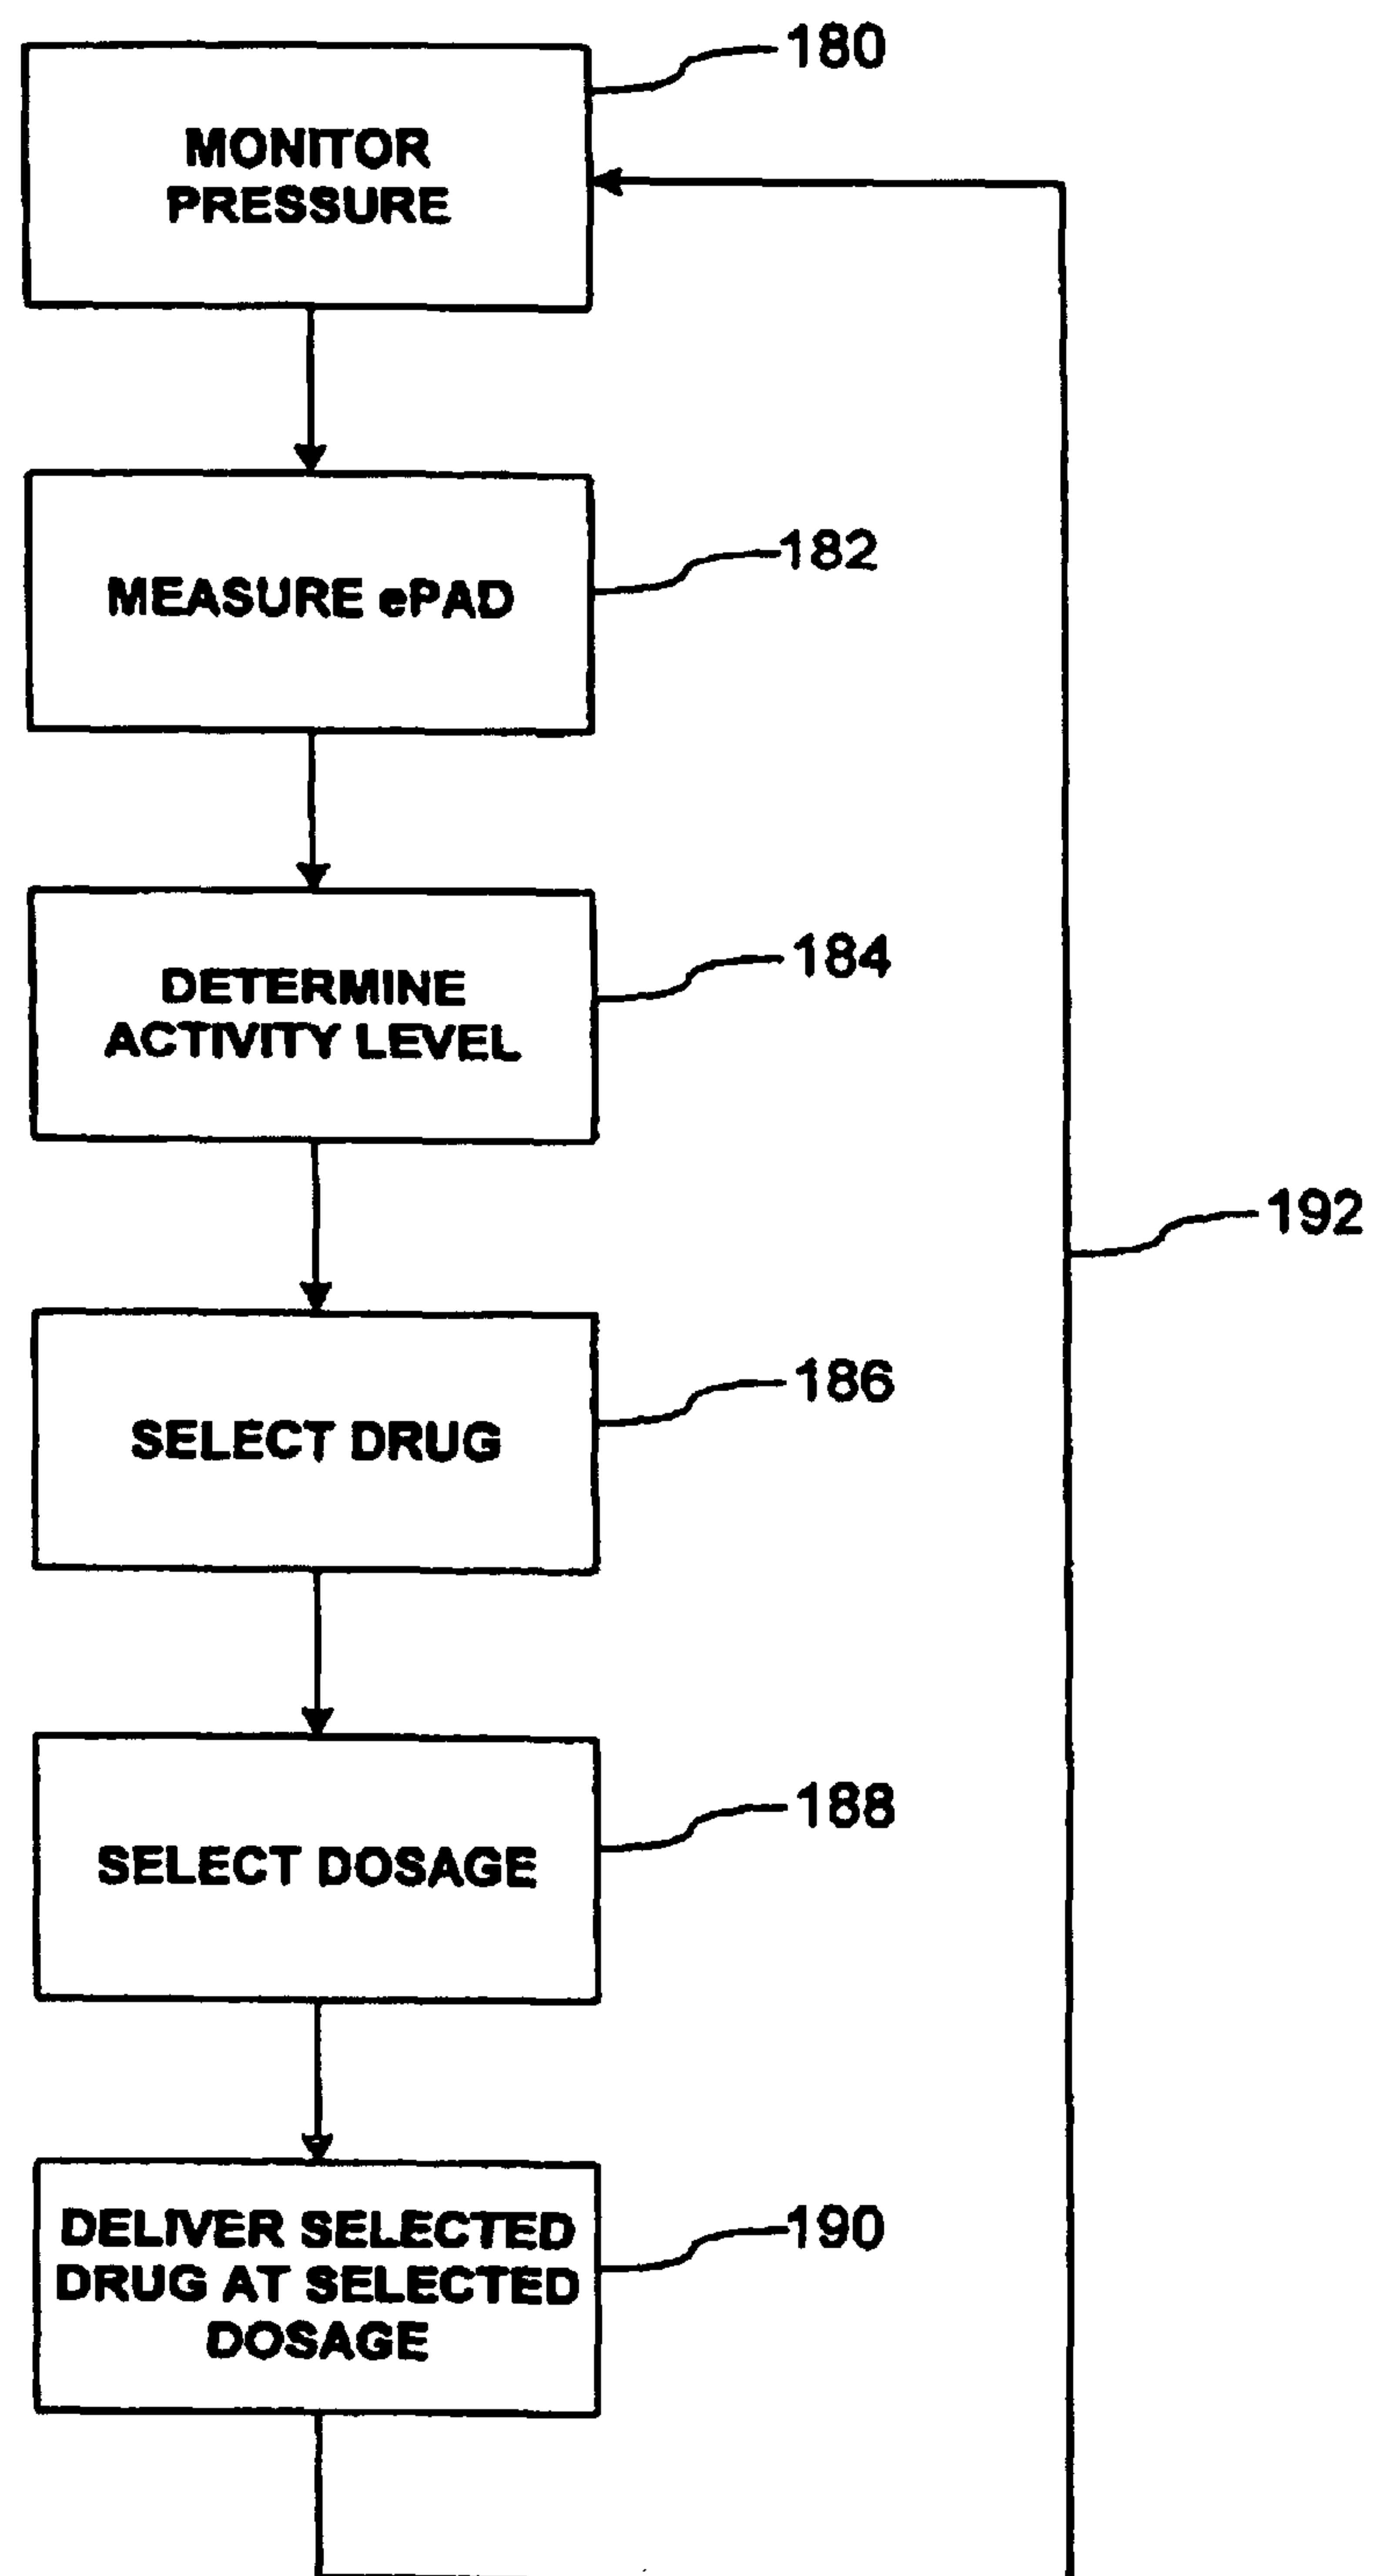 180
MONITOR
PRESSURE
182
MEASURE ePAD
184
DETERMINE
ACTIVITY LEVEL
192
186
SELECT DRUG
188
SELECT DOSAGE
190
DELIVER SELECTED
DRUG AT SELECTED
DOSAGE